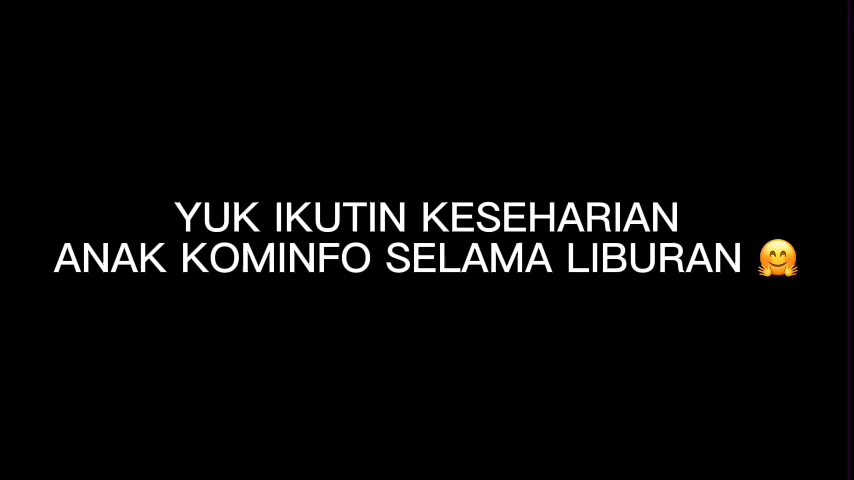 YUK IKUTIN KESEHARIAN
ANAK KOMINFO SELAMA LIBURAN 🤗